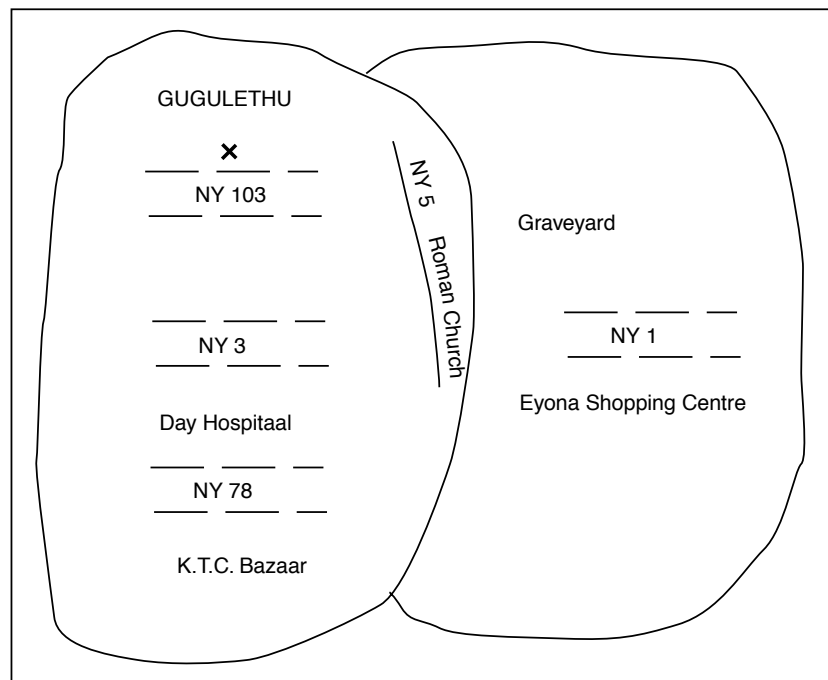 GUGULETHU
NY 103
NY 5 Roman Church
Graveyard
NY 3
NY 1
Day Hospitaal
Eyona Shopping Centre
NY 78
K.T.C. Bazaar